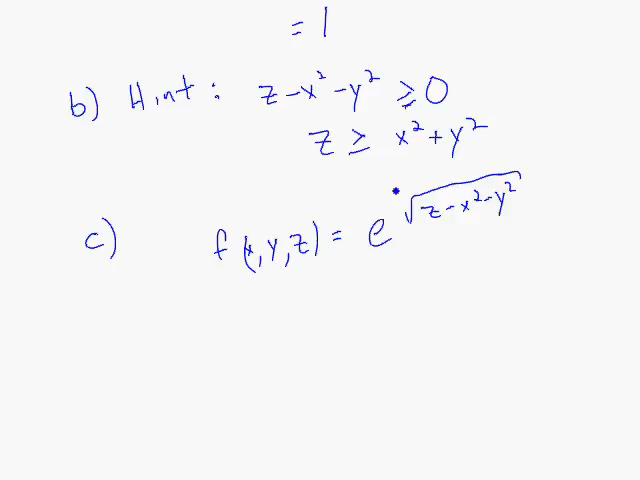 = 1
b) Hint: z - x² - y² ≥ 0
z ≥ x² + y²
c) f(x, y, z) = e^√(z - x² - y²)